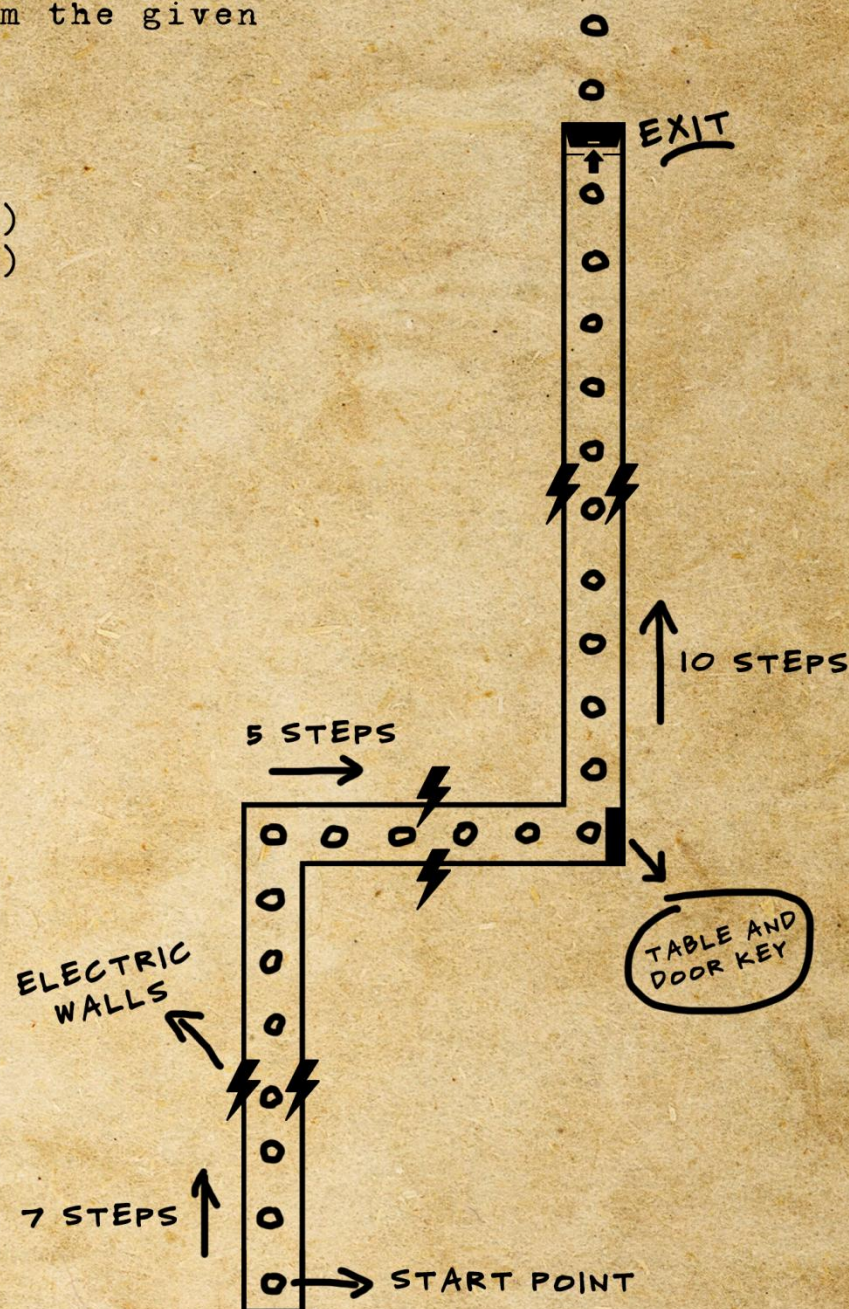 m the given
EXIT
)
)
10 STEPS
5 STEPS
TABLE AND
DOOR KEY
ELECTRIC
WALLS
7 STEPS
START POINT